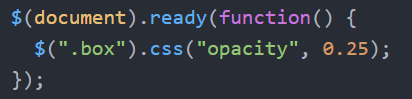 $(document).ready(function() {
  $(".box").css("opacity", 0.25);
});